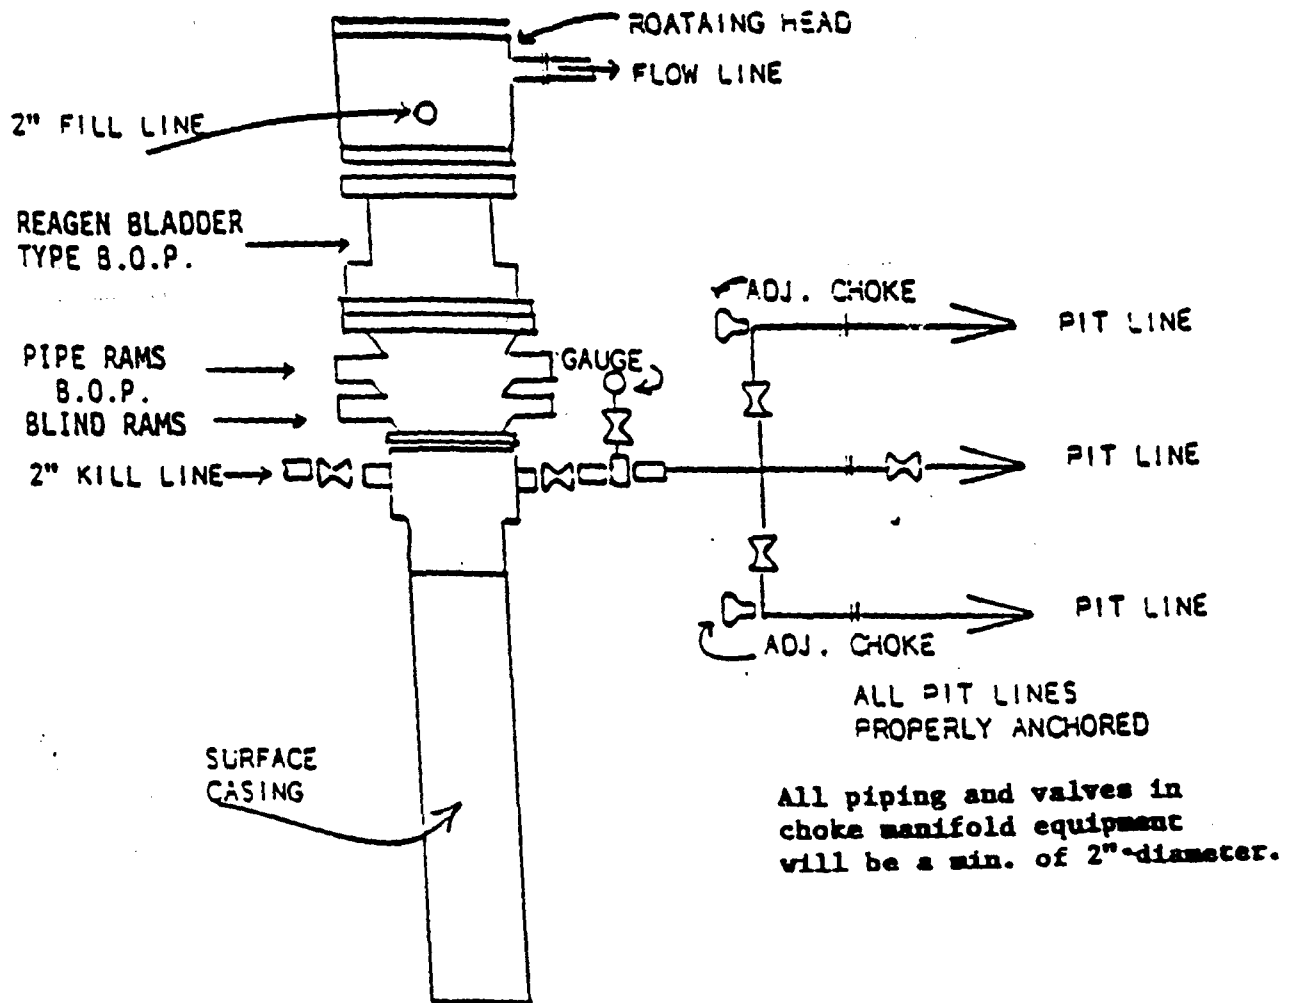 ROATAING HEAD
FLOW LINE
2" FILL LINE
REAGEN BLADDER
TYPE B.O.P.
ADJ. CHOKE
PIT LINE
PIPE RAMS
B.O.P.
BLIND RAMS
GAUGE
2" KILL LINE
PIT LINE
PIT LINE
ADJ. CHOKE
ALL PIT LINES
PROPERLY ANCHORED
SURFACE
CASING
All piping and valves in
choke manifold equipment
will be a min. of 2" diameter.